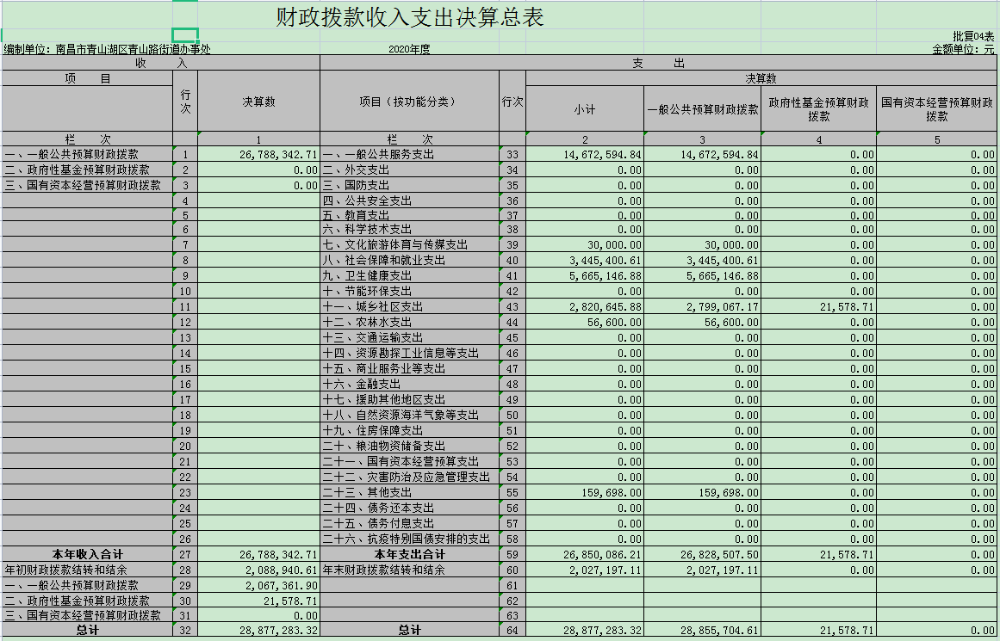 财政拨款收入支出决算总表
批复04表
编制单位：南昌市青山湖区青山路街道办事处 2020年度 金额单位：元
收 入 支 出
项 目 行次 决算数 项目（按功能分类） 行次 决算数
小计 一般公共预算财政拨款 政府性基金预算财政拨款 国有资本经营预算财政拨款
栏 次 1 栏 次 2 3 4 5
一、一般公共预算财政拨款 1 26,788,342.71 一、一般公共服务支出 33 14,672,594.84 14,672,594.84 0.00 0.00
二、政府性基金预算财政拨款 2 0.00 二、外交支出 34 0.00 0.00 0.00 0.00
三、国有资本经营预算财政拨款 3 0.00 三、国防支出 35 0.00 0.00 0.00 0.00
4 四、公共安全支出 36 0.00 0.00 0.00 0.00
5 五、教育支出 37 0.00 0.00 0.00 0.00
6 六、科学技术支出 38 0.00 0.00 0.00 0.00
7 七、文化旅游体育与传媒支出 39 30,000.00 30,000.00 0.00 0.00
8 八、社会保障和就业支出 40 3,445,400.61 3,445,400.61 0.00 0.00
9 九、卫生健康支出 41 5,665,146.88 5,665,146.88 0.00 0.00
10 十、节能环保支出 42 0.00 0.00 0.00 0.00
11 十一、城乡社区支出 43 2,820,645.88 2,799,067.17 21,578.71 0.00
12 十二、农林水支出 44 56,600.00 56,600.00 0.00 0.00
13 十三、交通运输支出 45 0.00 0.00 0.00 0.00
14 十四、资源勘探工业信息等支出 46 0.00 0.00 0.00 0.00
15 十五、商业服务业等支出 47 0.00 0.00 0.00 0.00
16 十六、金融支出 48 0.00 0.00 0.00 0.00
17 十七、援助其他地区支出 49 0.00 0.00 0.00 0.00
18 十八、自然资源海洋气象等支出 50 0.00 0.00 0.00 0.00
19 十九、住房保障支出 51 0.00 0.00 0.00 0.00
20 二十、粮油物资储备支出 52 0.00 0.00 0.00 0.00
21 二十一、国有资本经营预算支出 53 0.00 0.00 0.00 0.00
22 二十二、灾害防治及应急管理支出 54 0.00 0.00 0.00 0.00
23 二十三、其他支出 55 159,698.00 159,698.00 0.00 0.00
24 二十四、债务还本支出 56 0.00 0.00 0.00 0.00
25 二十五、债务付息支出 57 0.00 0.00 0.00 0.00
26 二十六、抗疫特别国债安排的支出 58 0.00 0.00 0.00 0.00
本年收入合计 27 26,788,342.71 本年支出合计 59 26,850,086.21 26,828,507.50 21,578.71 0.00
年初财政拨款结转和结余 28 2,088,940.61 年末财政拨款结转和结余 60 2,027,197.11 2,027,197.11 0.00 0.00
一、一般公共预算财政拨款 29 2,067,361.90 61
二、政府性基金预算财政拨款 30 21,578.71 62
三、国有资本经营预算财政拨款 31 0.00 63
总计 32 28,877,283.32 总计 64 28,877,283.32 28,855,704.61 21,578.71 0.00